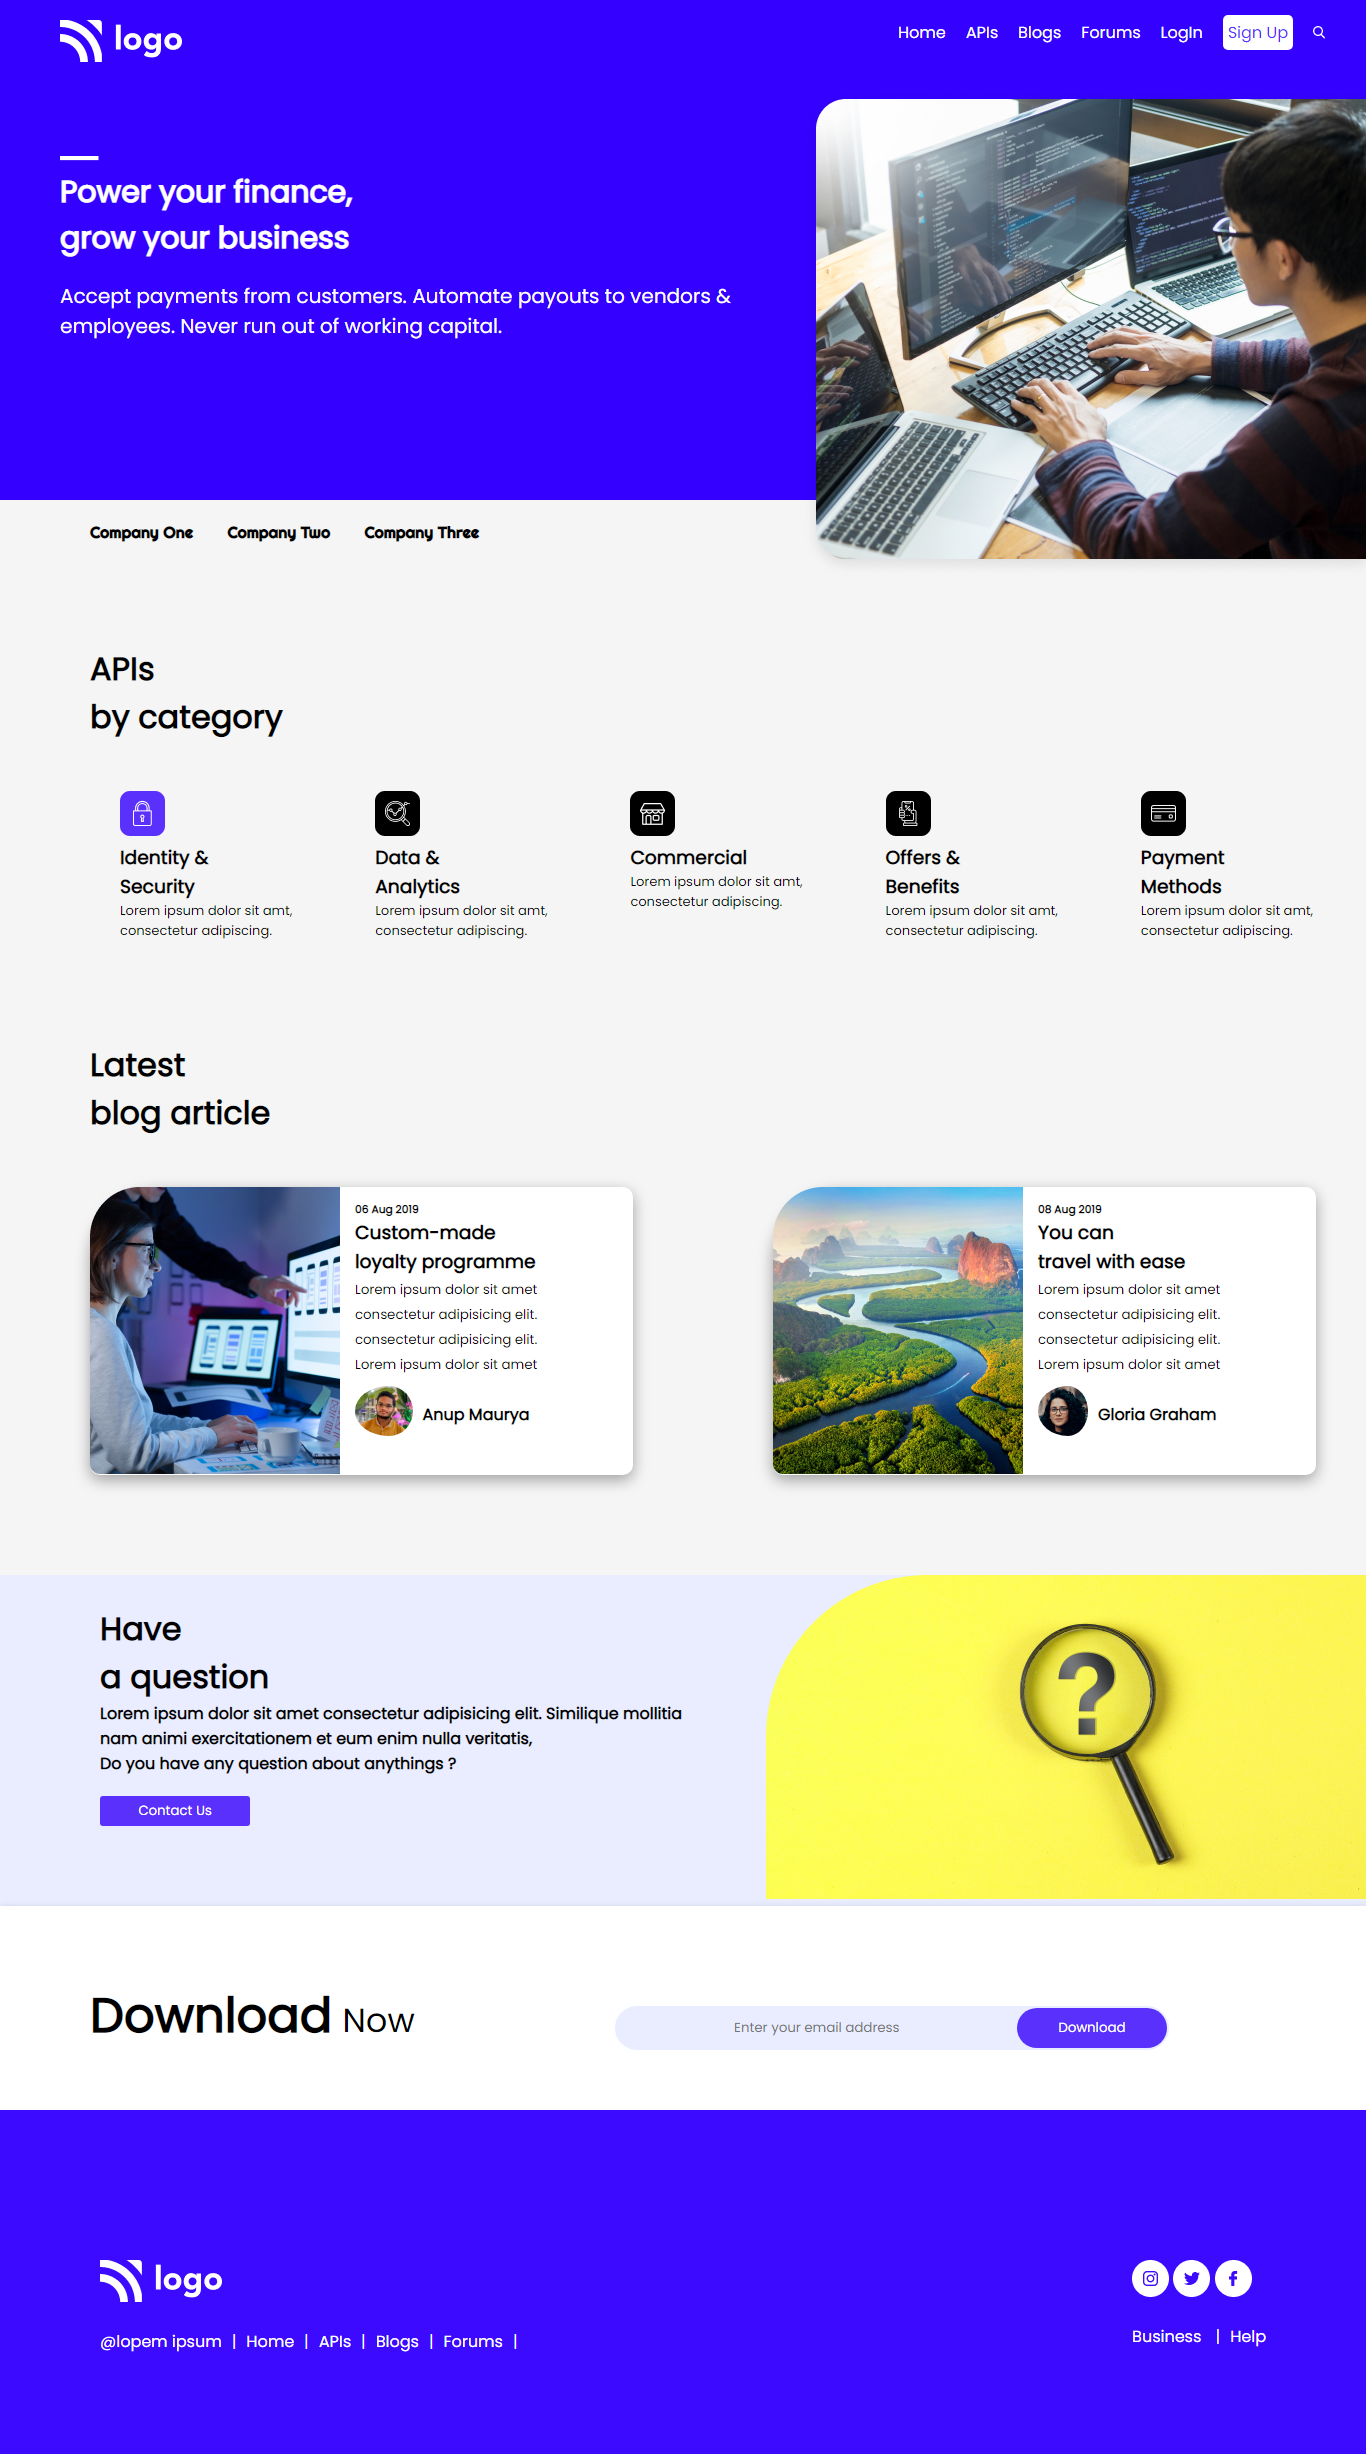 logo
Home APIs Blogs Forums LogIn Sign Up
Power your finance,
grow your business
Accept payments from customers. Automate payouts to vendors &
employees. Never run out of working capital.
Company One Company Two Company Three
APIs
by category
Identity &
Security
Lorem ipsum dolor sit amt,
consectetur adipiscing.
Data &
Analytics
Lorem ipsum dolor sit amt,
consectetur adipiscing.
Commercial
Lorem ipsum dolor sit amt,
consectetur adipiscing.
Offers &
Benefits
Lorem ipsum dolor sit amt,
consectetur adipiscing.
Payment
Methods
Lorem ipsum dolor sit amt,
consectetur adipiscing.
Latest
blog article
06 Aug 2019
Custom-made
loyalty programme
Lorem ipsum dolor sit amet
consectetur adipisicing elit.
consectetur adipisicing elit.
Lorem ipsum dolor sit amet
Anup Maurya
08 Aug 2019
You can
travel with ease
Lorem ipsum dolor sit amet
consectetur adipisicing elit.
consectetur adipisicing elit.
Lorem ipsum dolor sit amet
Gloria Graham
Have
a question
Lorem ipsum dolor sit amet consectetur adipisicing elit. Similique mollitia
nam animi exercitationem et eum enim nulla veritatis,
Do you have any question about anythings ?
Contact Us
?
Download Now
Enter your email address
Download
logo
@lopem ipsum | Home | APIs | Blogs | Forums |
Business | Help